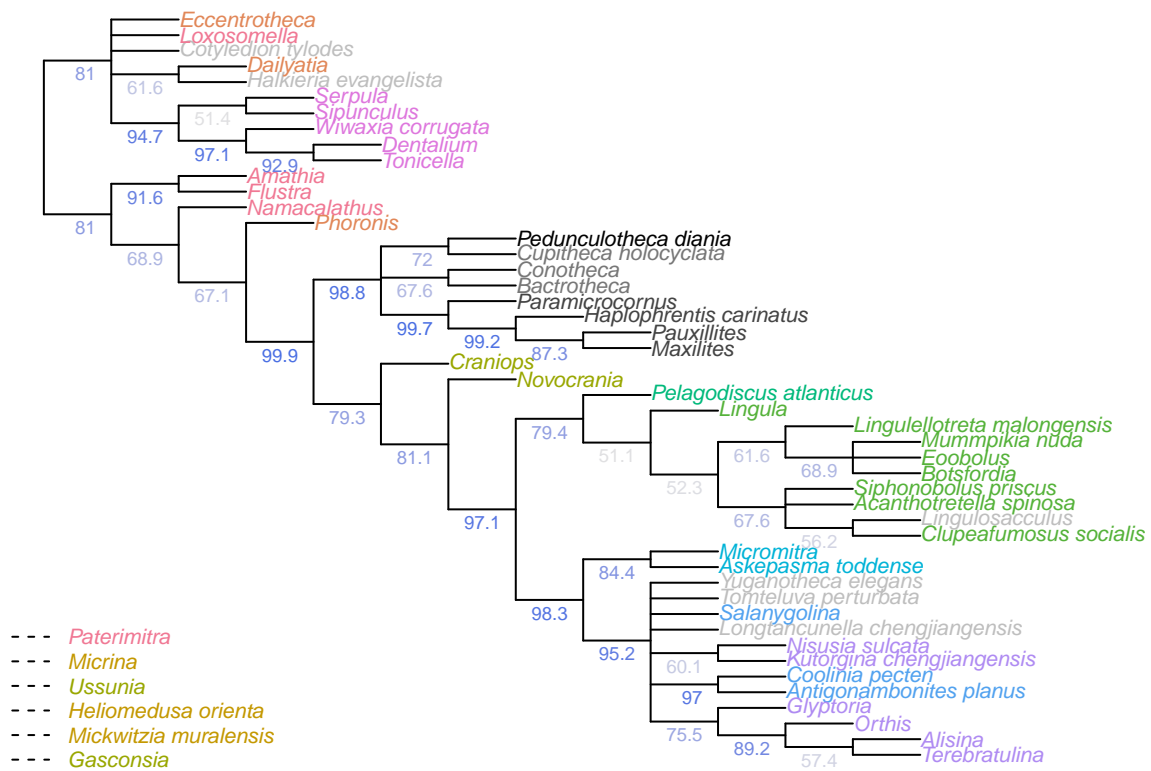 Eccentrotheca
Loxosomella
Cotyledion tylodes
81
Dailyatia
61.6
Halkieria evangelista
Serpula
51.4
Sipunculus
94.7
Wiwaxia corrugata
97.1
Dentalium
92.9
Tonicella
Amathia
91.6
Flustra
81
Namacalathus
68.9
Phoronis
67.1
Pedunculotheca diania
72
Cupitheca holocyclata
Conotheca
67.6
Bactrotheca
98.8
Paramicrocornus
99.7
Haplophrentis carinatus
99.2
Pauxillites
87.3
Maxilites
99.9
Craniops
79.3
Novocrania
81.1
Pelagodiscus atlanticus
79.4
Lingula
51.1
Lingulellotreta malongensis
61.6
Mummpikia nuda
68.9
Eoobolus
Botsfordia
52.3
Siphonobolus priscus
67.6
Acanthotretella spinosa
Lingulosacculus
56.2
Clupeafumosus socialis
97.1
Micromitra
84.4
Askepasma toddense
98.3
Yuganotheca elegans
Tomteluva perturbata
Salanygolina
Longtancunella chengjiangensis
95.2
Nisusia sulcata
60.1
Kutorgina chengjiangensis
Coolinia pecten
97
Antigonambonites planus
Glyptoria
75.5
Orthis
89.2
Alisina
57.4
Terebratulina
Paterimitra
Micrina
Ussunia
Heliomedusa orienta
Mickwitzia muralensis
Gasconsia